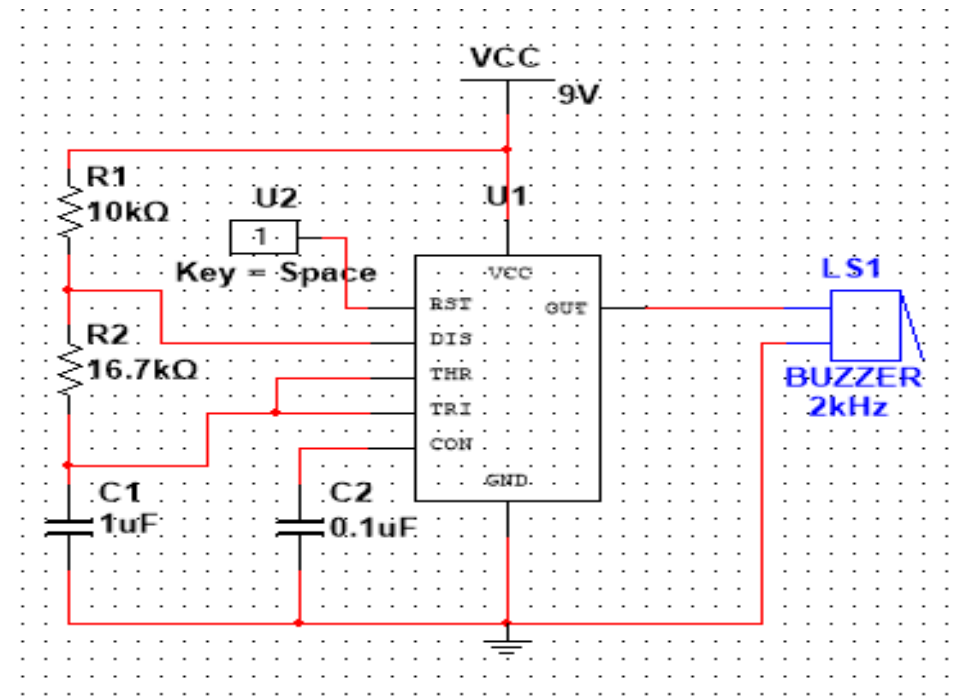 VCC
9V
R1
10kΩ
U2
1
Key = Space
U1
VCC
RST
OUT
DIS
THR
TRI
CON
GND
LS1
BUZZER
2kHz
R2
16.7kΩ
C1
1uF
C2
0.1uF